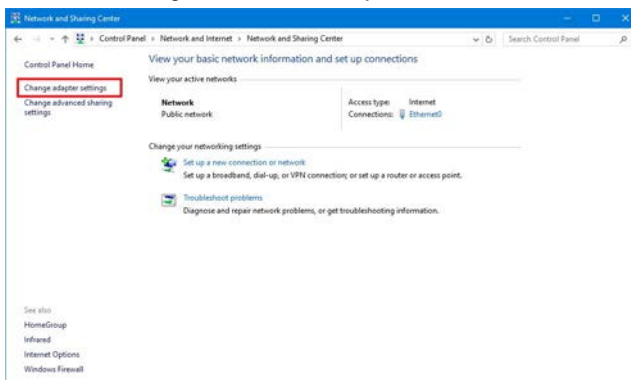 Network and Sharing Center
Control Panel › Network and Internet › Network and Sharing Center
Search Control Panel
Control Panel Home
Change adapter settings
Change advanced sharing
settings
View your basic network information and set up connections
View your active networks
Network
Public network
Access type: Internet
Connections: Ethernet0
Change your networking settings
Set up a new connection or network
Set up a broadband, dial-up, or VPN connection; or set up a router or access point.
Troubleshoot problems
Diagnose and repair network problems, or get troubleshooting information.
See also
HomeGroup
Infrared
Internet Options
Windows Firewall